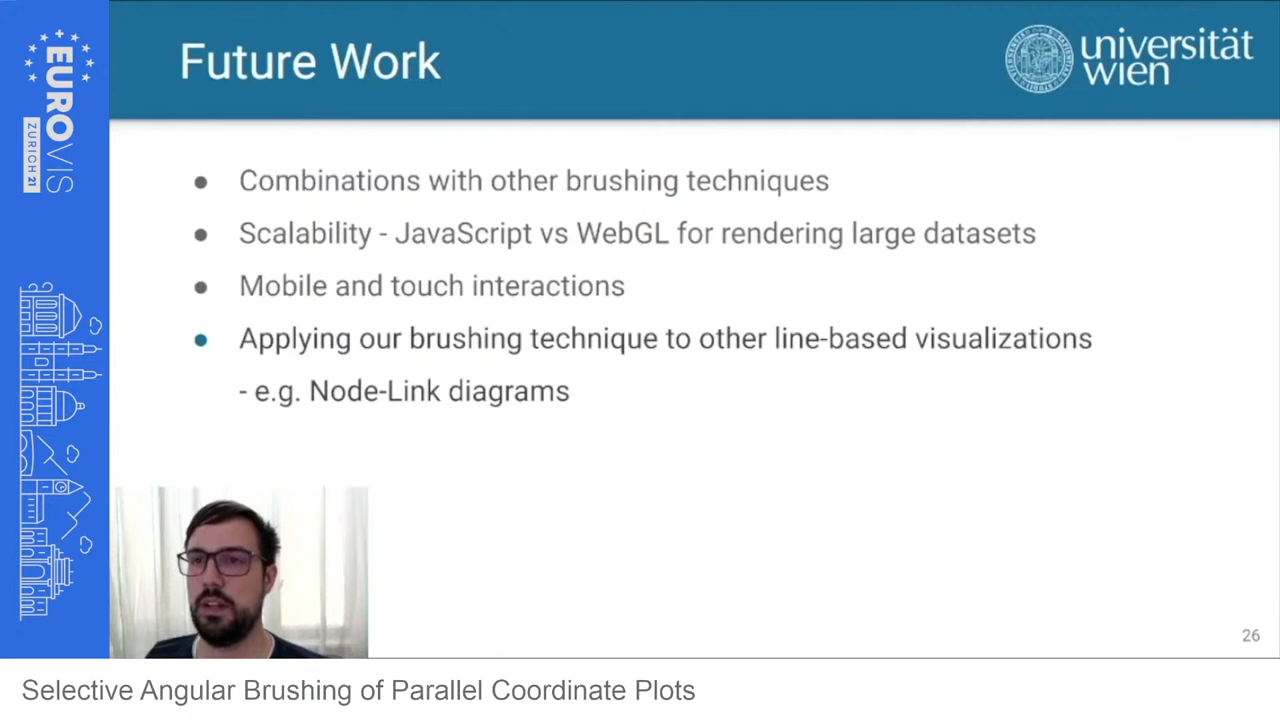 EUROVIS
ZURICH 21
Future Work
universität
wien
● Combinations with other brushing techniques
● Scalability - JavaScript vs WebGL for rendering large datasets
● Mobile and touch interactions
● Applying our brushing technique to other line-based visualizations
- e.g. Node-Link diagrams
26
Selective Angular Brushing of Parallel Coordinate Plots